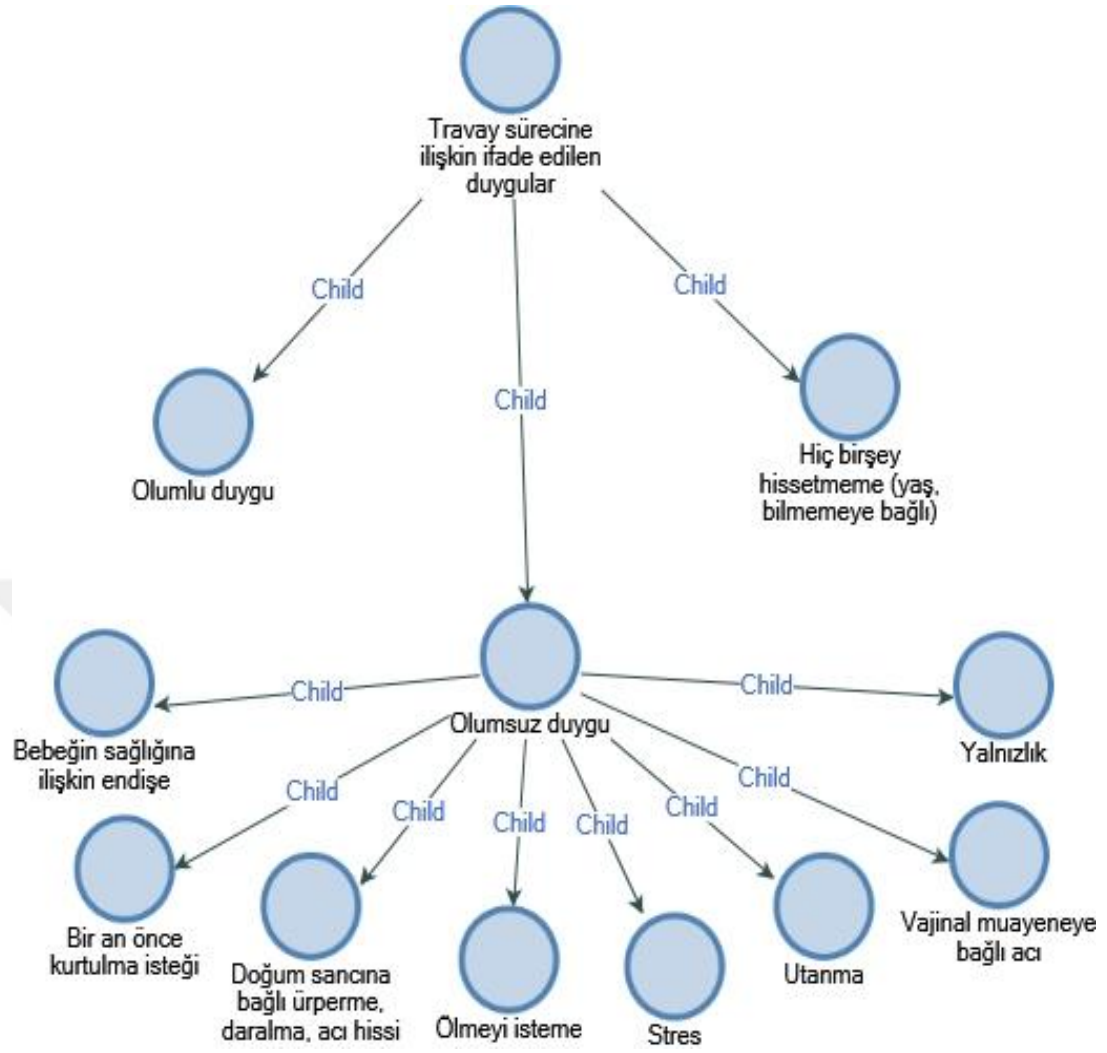 Travay sürecine
ilişkin ifade edilen
duygular
Child
Child
Child
Olumlu duygu
Hiç birşey
hissetmeme (yaş,
bilmemeye bağlı)
Olumsuz duygu
Child
Child
Child
Child
Child
Child
Child
Child
Bebeğin sağlığına
ilişkin endişe
Yalnızlık
Bir an önce
kurtulma isteği
Doğum sancına
bağlı ürperme,
daralma, acı hissi
Ölmeyi isteme
Stres
Utanma
Vajinal muayeneye
bağlı acı